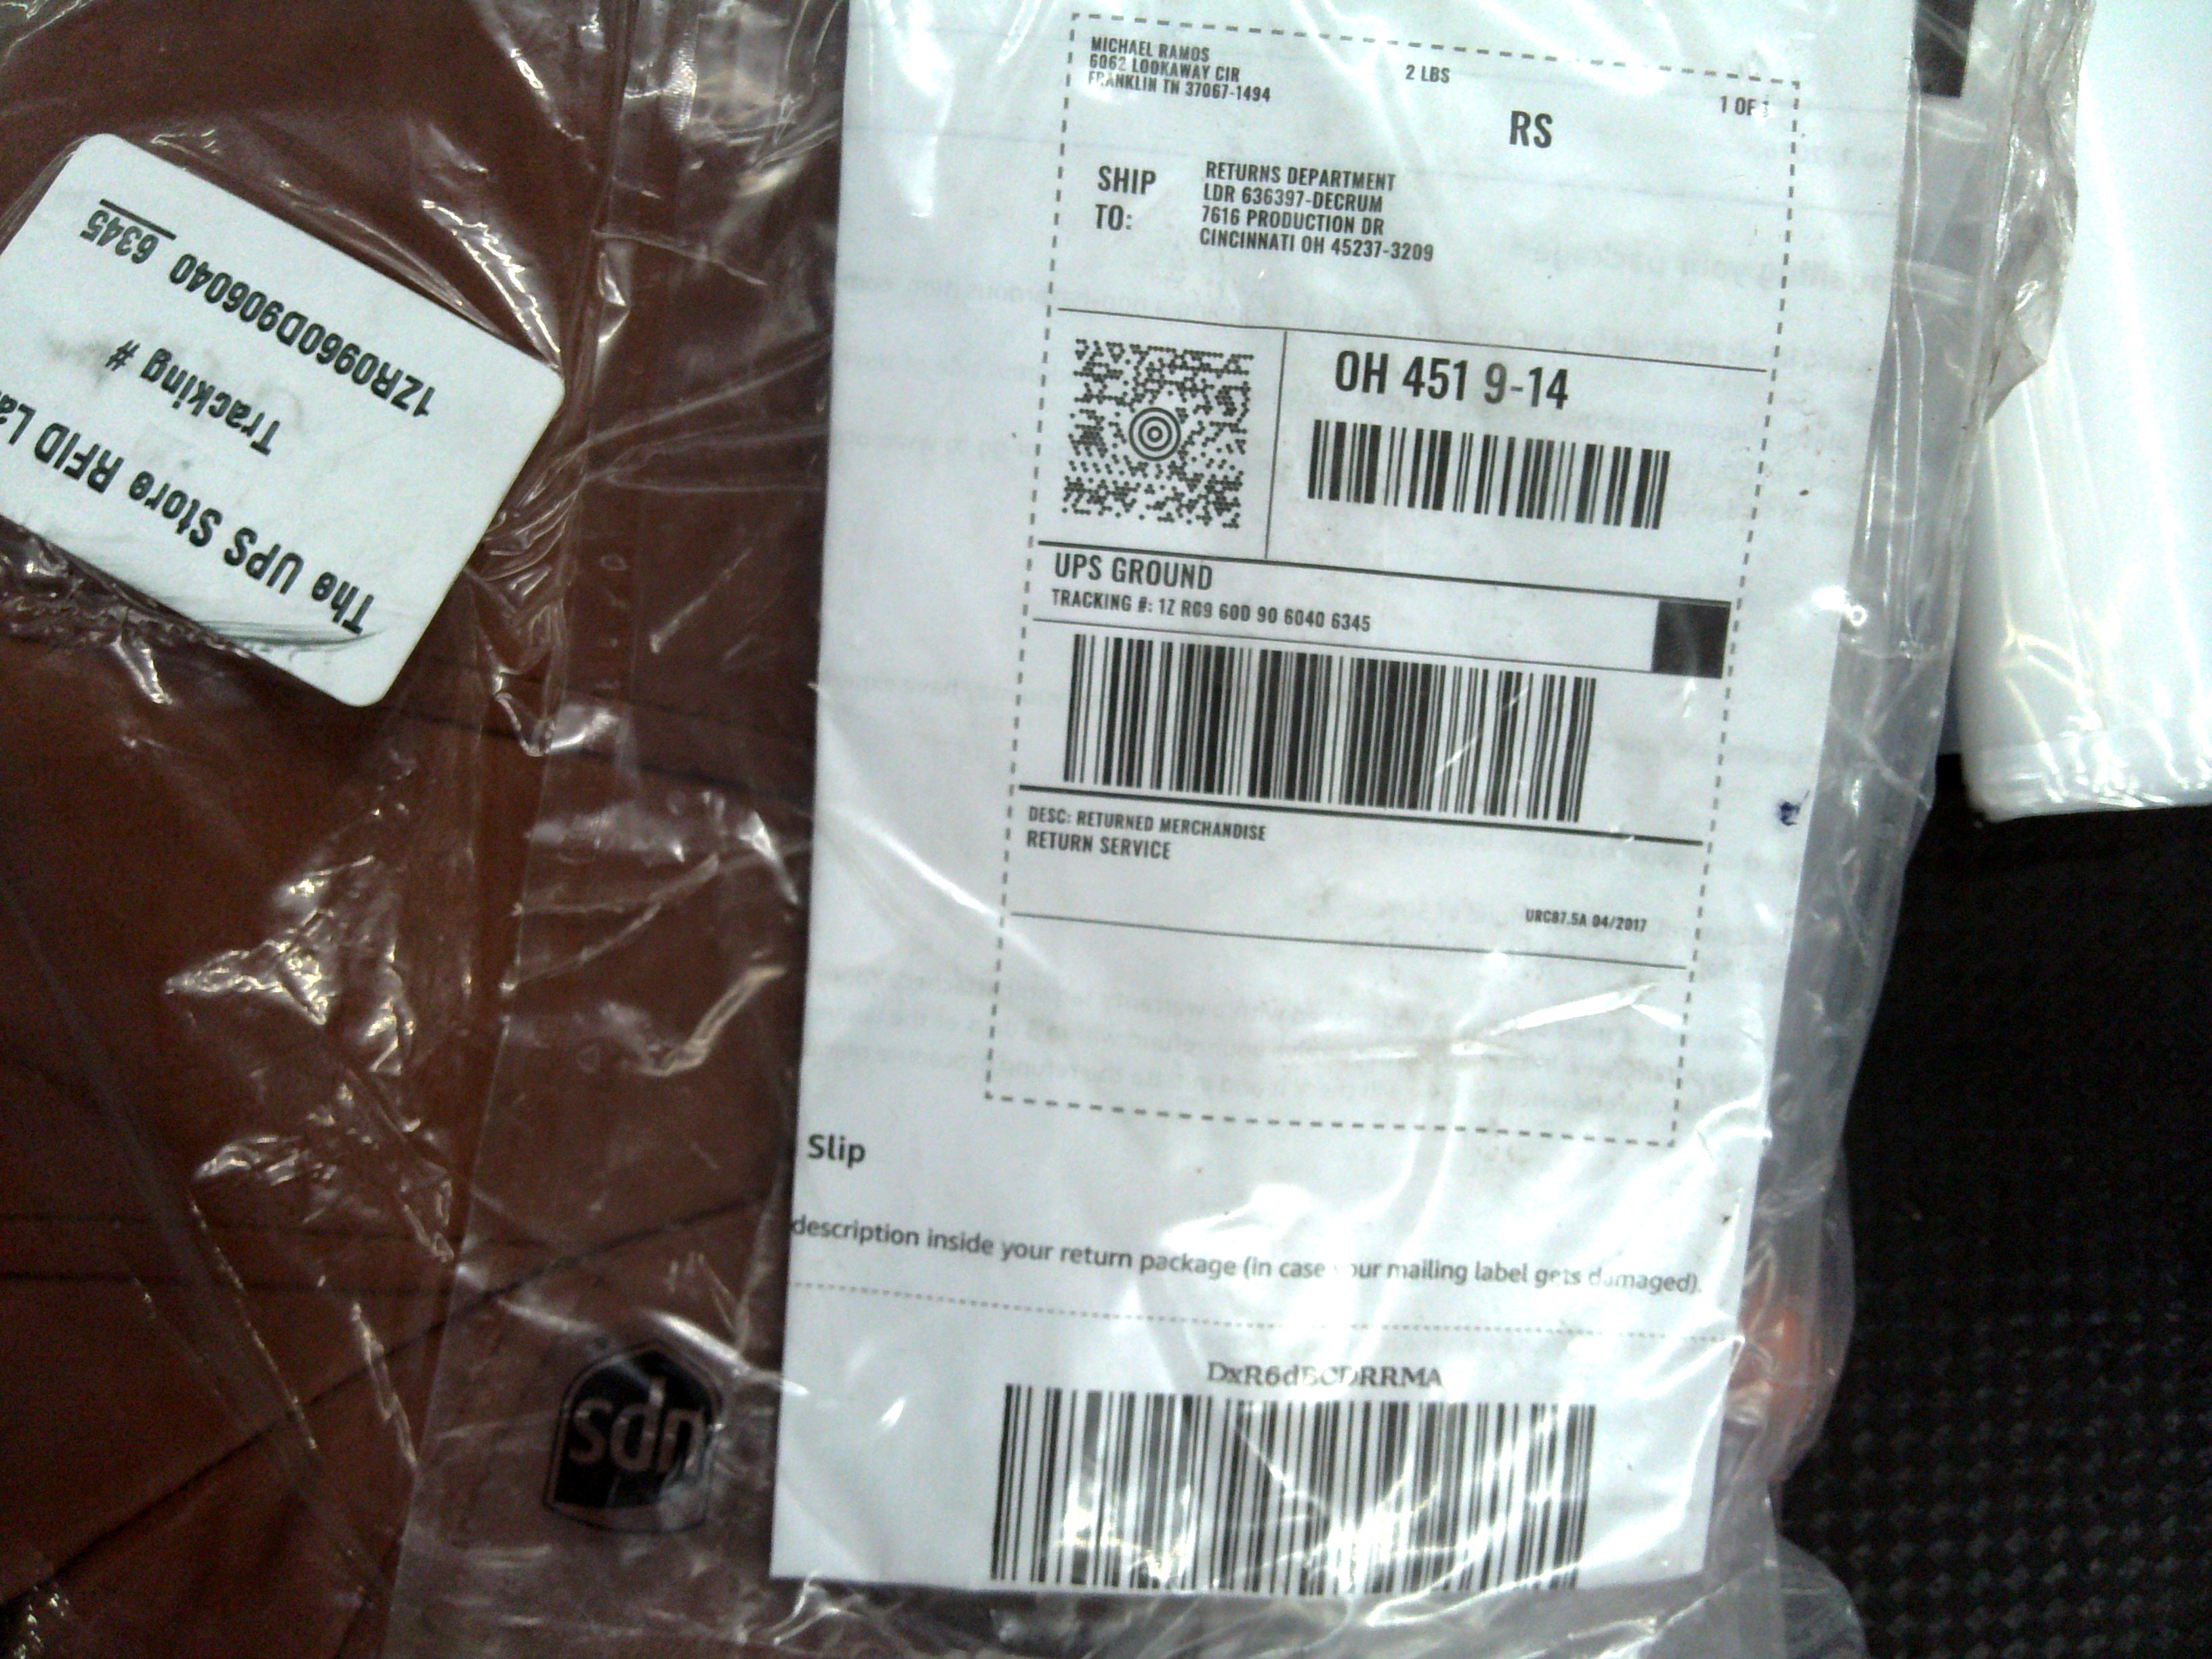 MICHAEL RAMOS
6062 LOOKAWAY CIR
FRANKLIN TN 37067-1494
2 LBS
1 OF 1
RS
SHIP TO:
RETURNS DEPARTMENT
LDR 636397-DECRUM
7616 PRODUCTION DR
CINCINNATI OH 45237-3209
OH 451 9-14
UPS GROUND
TRACKING #: 1Z R09 60D 90 6040 6345
DESC: RETURNED MERCHANDISE
RETURN SERVICE
URC87.5A 04/2017
Slip
description inside your return package (in case your mailing label gets damaged).
DxR6dBCDRRMA
The UPS Store RFID
Tracking #
1ZR0960D906040 6345
ups